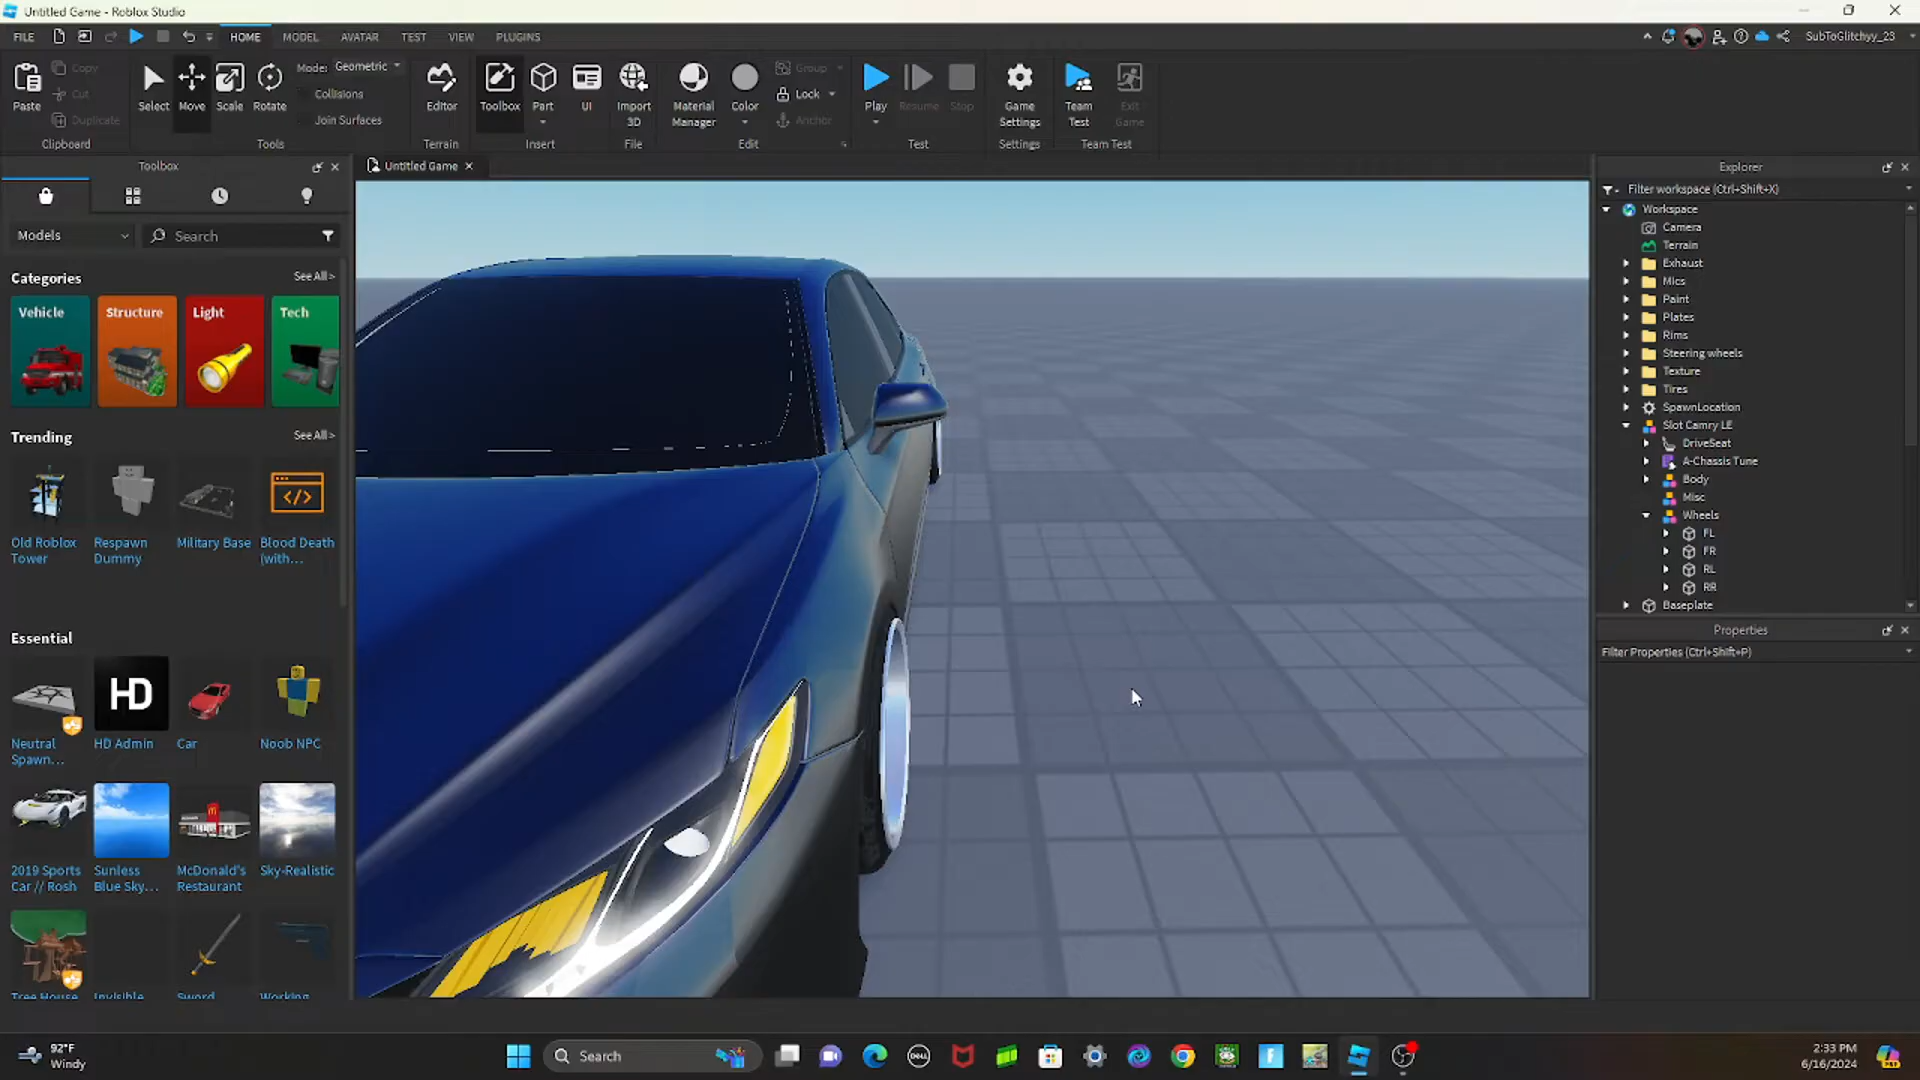 Untitled Game - Roblox Studio
FILE
HOME
MODEL
AVATAR
TEST
VIEW
PLUGINS
SubToGlitchyy_23
Paste
Copy
Cut
Duplicate
Clipboard
Select
Move
Scale
Rotate
Mode: Geometric
Collisions
Join Surfaces
Tools
Editor
Terrain
Toolbox
Part
UI
Insert
Import
3D
File
Material
Manager
Color
Group
Lock
Anchor
Edit
Play
Resume
Stop
Test
Game
Settings
Settings
Team
Test
Exit
Game
Team Test
Toolbox
Untitled Game
Models
Search
Categories
See All >
Vehicle
Structure
Light
Tech
Trending
See All >
Old Roblox
Tower
Respawn
Dummy
Military Base
Blood Death
(with...
Essential
HD
Neutral
Spawn...
HD Admin
Car
Noob NPC
2019 Sports
Car // Rosh
Sunless
Blue Sky...
McDonald's
Restaurant
Sky-Realistic
Tree House
Invisible
Sword
Working
Explorer
Filter workspace (Ctrl+Shift+X)
Workspace
Camera
Terrain
Exhaust
Mics
Paint
Plates
Rims
Steering wheels
Texture
Tires
SpawnLocation
Slot Camry LE
DriveSeat
A-Chassis Tune
Body
Misc
Wheels
FL
FR
RL
RR
Baseplate
Properties
Filter Properties (Ctrl+Shift+P)
92°F
Windy
Search
DELL
2:33 PM
6/16/2024